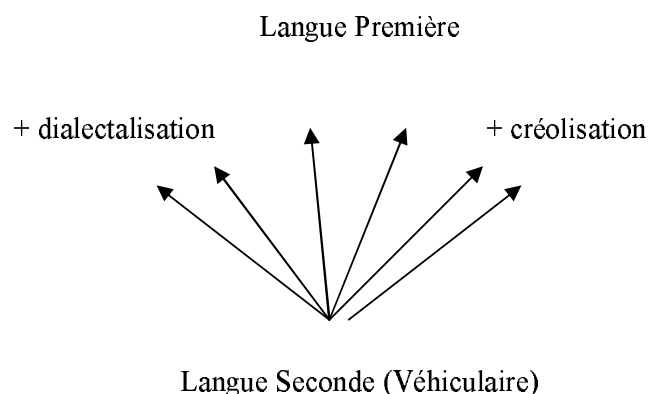 Langue Première
+ dialectalisation + créolisation
Langue Seconde (Véhiculaire)